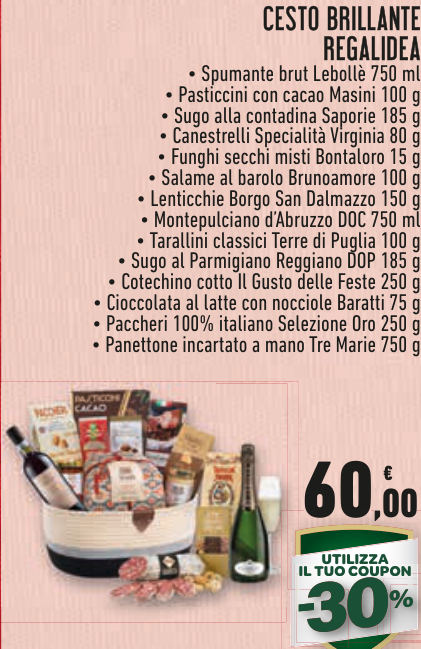 CESTO BRILLANTE
REGALIDEA
• Spumante brut Lebollè 750 ml
• Pasticcini con cacao Masini 100 g
• Sugo alla contadina Saporie 185 g
• Canestrelli Specialità Virginia 80 g
• Funghi secchi misti Bontaloro 15 g
• Salame al barolo Brunoamore 100 g
• Lenticchie Borgo San Dalmazzo 150 g
• Montepulciano d’Abruzzo DOC 750 ml
• Tarallini classici Terre di Puglia 100 g
• Sugo al Parmigiano Reggiano DOP 185 g
• Cotechino cotto Il Gusto delle Feste 250 g
• Cioccolata al latte con nocciole Baratti 75 g
• Paccheri 100% italiano Selezione Oro 250 g
• Panettone incartato a mano Tre Marie 750 g
PASTICCINI
CACAO
PACCHERI
60,00 €
UTILIZZA
IL TUO COUPON
-30%